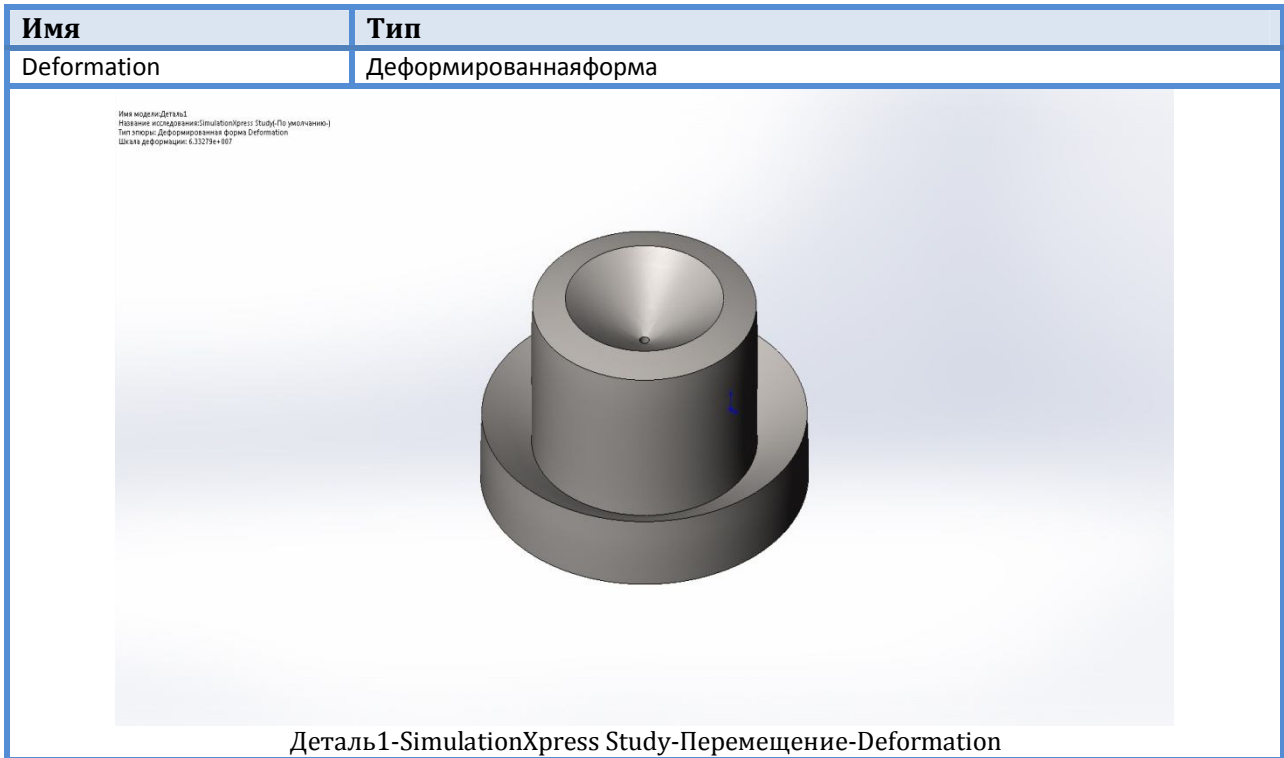 Имя Тип
Deformation Деформированнаяформа
Имя модели:Деталь1
Название исследования:SimulationXpress Study(-По умолчанию-)
Тип эпюры: Деформированная форма Deformation
Шкала деформации: 6.33279e+007
Деталь1-SimulationXpress Study-Перемещение-Deformation